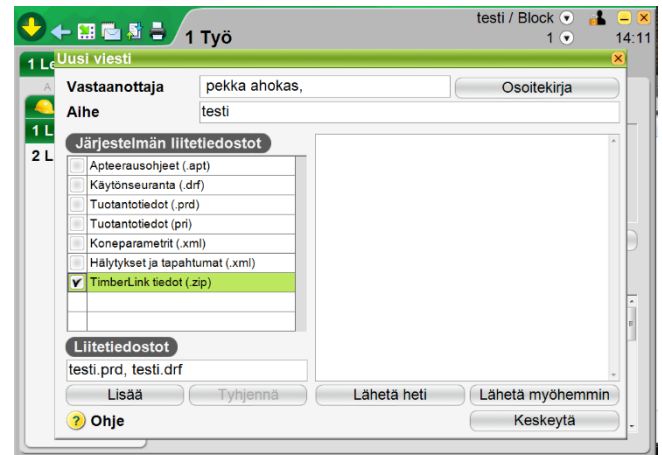 testi / Block
1 Työ
1
14:11
1 Le
Uusi viesti
A
Vastaanottaja
pekka ahokas,
Osoitekirja
Aihe
testi
1 L
2 L
Järjestelmän liitetiedostot
Apteerausohjeet (.apt)
Käytönseuranta (.drf)
Tuotantotiedot (.prd)
Tuotantotiedot (pri)
Koneparametrit (.xml)
Hälytykset ja tapahtumat (.xml)
TimberLink tiedot (.zip)
Liitetiedostot
testi.prd, testi.drf
Lisää
Tyhjennä
Lähetä heti
Lähetä myöhemmin
? Ohje
Keskeytä